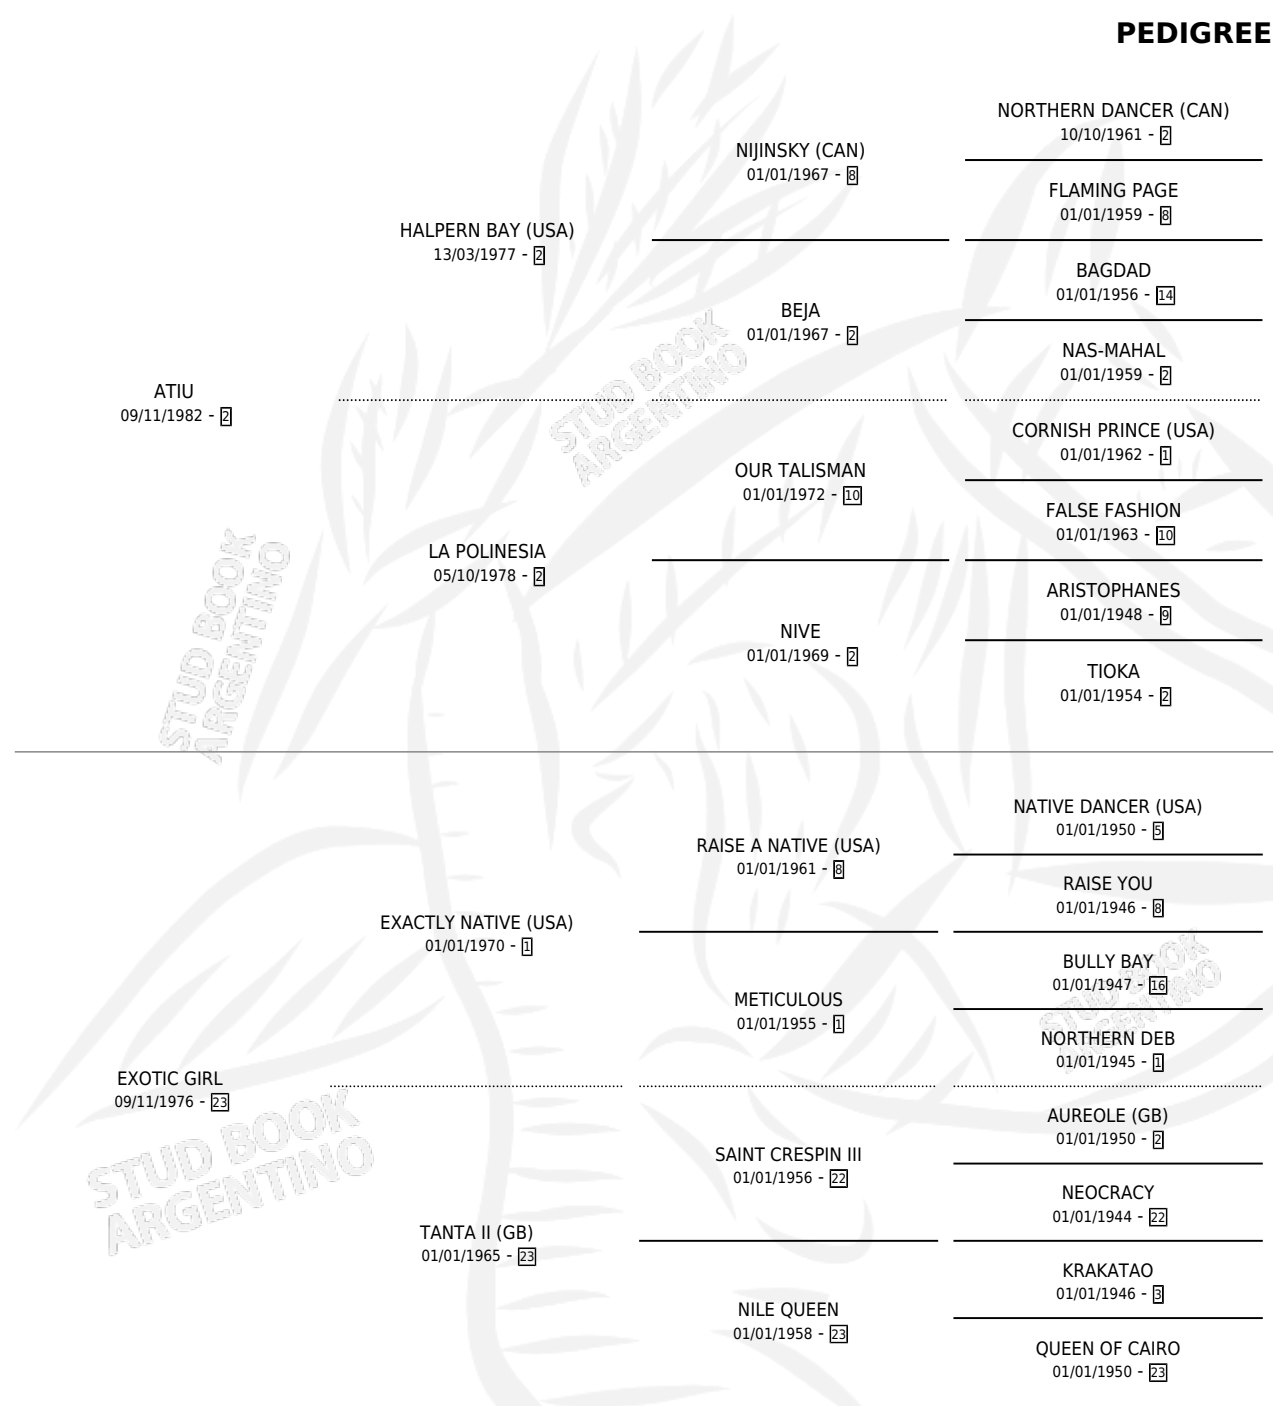 PEDIGREE
NORTHERN DANCER (CAN)
10/10/1961 - 2
NIJINSKY (CAN)
01/01/1967 - 8
FLAMING PAGE
01/01/1959 - 8
HALPERN BAY (USA)
13/03/1977 - 2
BAGDAD
01/01/1956 - 14
BEJA
01/01/1967 - 2
NAS-MAHAL
01/01/1959 - 2
ATIU
09/11/1982 - 2
CORNISH PRINCE (USA)
01/01/1962 - 1
OUR TALISMAN
01/01/1972 - 10
FALSE FASHION
01/01/1963 - 10
LA POLINESIA
05/10/1978 - 2
ARISTOPHANES
01/01/1948 - 9
NIVE
01/01/1969 - 2
TIOKA
01/01/1954 - 2
STUD BOOK
ARGENTINO
STUD BOOK
ARGENTINO
NATIVE DANCER (USA)
01/01/1950 - 5
RAISE A NATIVE (USA)
01/01/1961 - 8
RAISE YOU
01/01/1946 - 8
EXACTLY NATIVE (USA)
01/01/1970 - 1
BULLY BAY
01/01/1947 - 16
METICULOUS
01/01/1955 - 1
NORTHERN DEB
01/01/1945 - 1
STUD BOOK
ARGENTINO
EXOTIC GIRL
09/11/1976 - 23
AUREOLE (GB)
01/01/1950 - 2
SAINT CRESPIN III
01/01/1956 - 22
NEOCRACY
01/01/1944 - 22
TANTA II (GB)
01/01/1965 - 23
KRAKATAO
01/01/1946 - 3
NILE QUEEN
01/01/1958 - 23
QUEEN OF CAIRO
01/01/1950 - 23
STUD BOOK
ARGENTINO